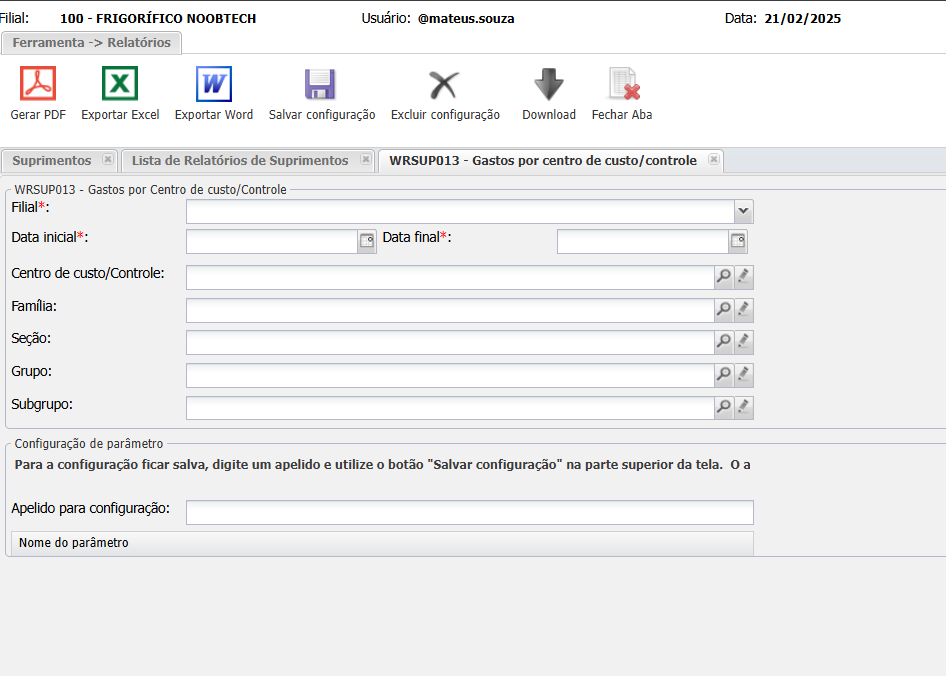 Filial: 100 - FRIGORÍFICO NOOBTECH Usuário: @mateus.souza Data: 21/02/2025
Ferramenta -> Relatórios
Gerar PDF Exportar Excel Exportar Word Salvar configuração Excluir configuração Download Fechar Aba
Suprimentos Lista de Relatórios de Suprimentos WRSUP013 - Gastos por centro de custo/controle
WRSUP013 - Gastos por Centro de custo/Controle
Filial*:
Data inicial*: Data final*:
Centro de custo/Controle:
Família:
Seção:
Grupo:
Subgrupo:
Configuração de parâmetro
Para a configuração ficar salva, digite um apelido e utilize o botão "Salvar configuração" na parte superior da tela. O a
Apelido para configuração:
Nome do parâmetro